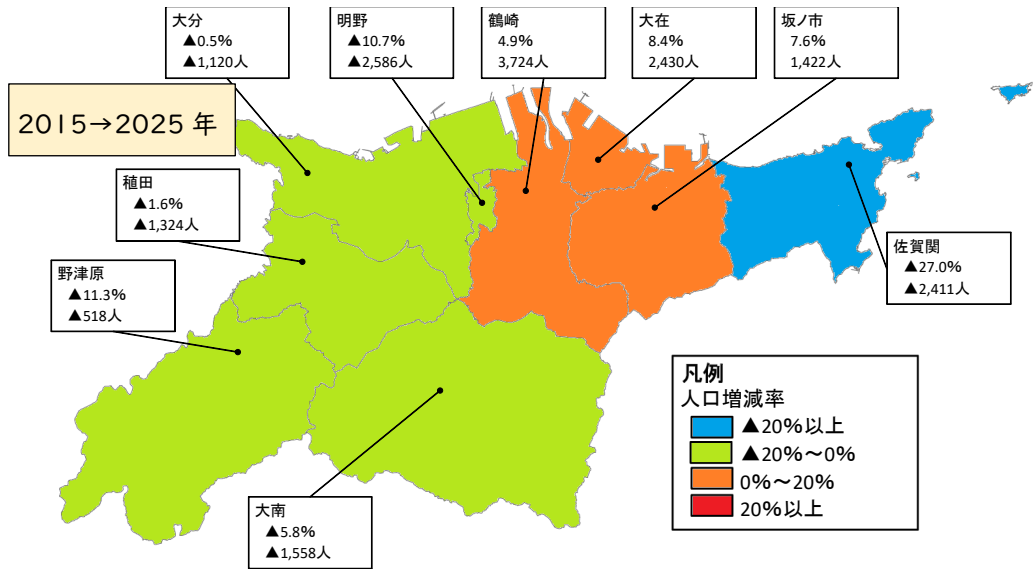 大分
▲0.5%
▲1,120人
明野
▲10.7%
▲2,586人
鶴崎
4.9%
3,724人
大在
8.4%
2,430人
坂ノ市
7.6%
1,422人
2015→2025 年
稙田
▲1.6%
▲1,324人
野津原
▲11.3%
▲518人
佐賀関
▲27.0%
▲2,411人
大南
▲5.8%
▲1,558人
凡例
人口増減率
▲20%以上
▲20%～0%
0%～20%
20%以上